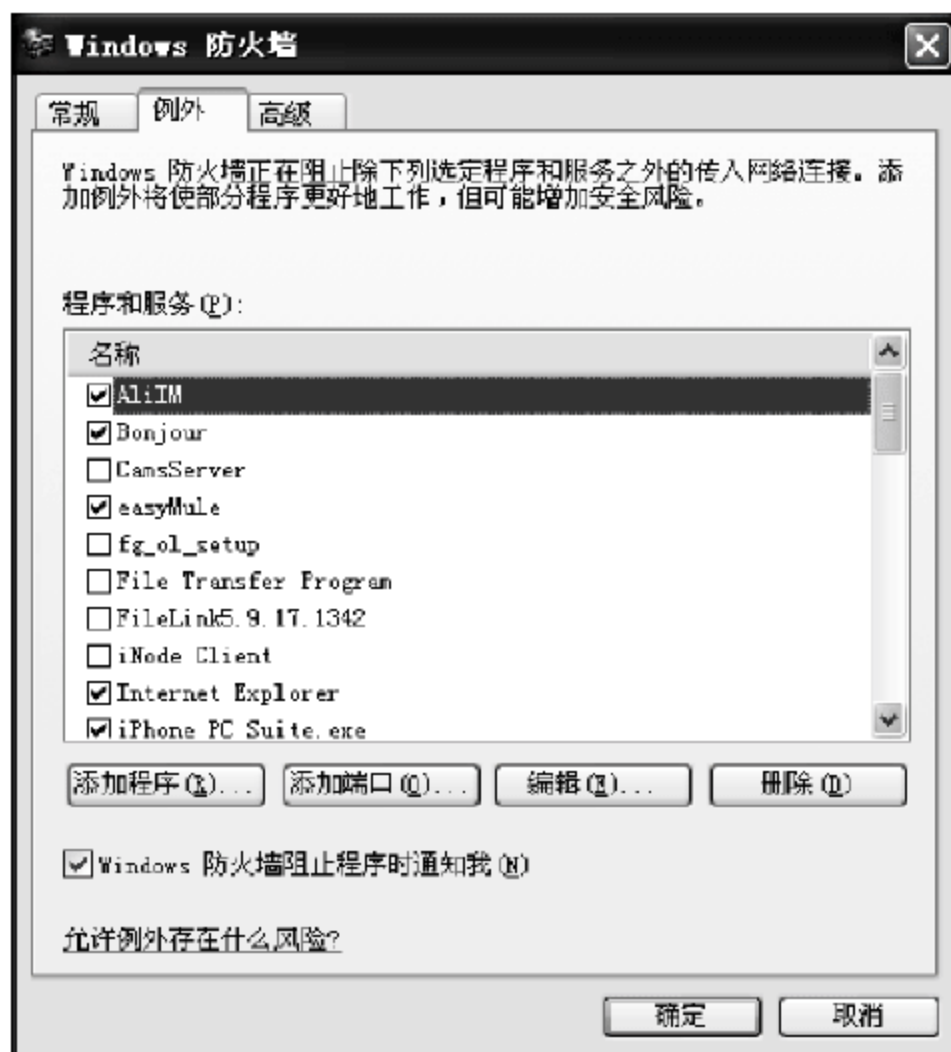 Windows 防火墙
常规 例外 高级
Windows 防火墙正在阻止除下列选定程序和服务之外的传入网络连接。添
加例外将使部分程序更好地工作,但可能增加安全风险。
程序和服务(P):
名称
AliIM
Bonjour
CamsServer
easyMule
fg_ol_setup
File Transfer Program
FileLink5.9.17.1342
iNode Client
Internet Explorer
iPhone PC Suite.exe
添加程序(R)... 添加端口(O)... 编辑(E)... 删除(D)
Windows 防火墙阻止程序时通知我(N)
允许例外存在什么风险?
确定 取消